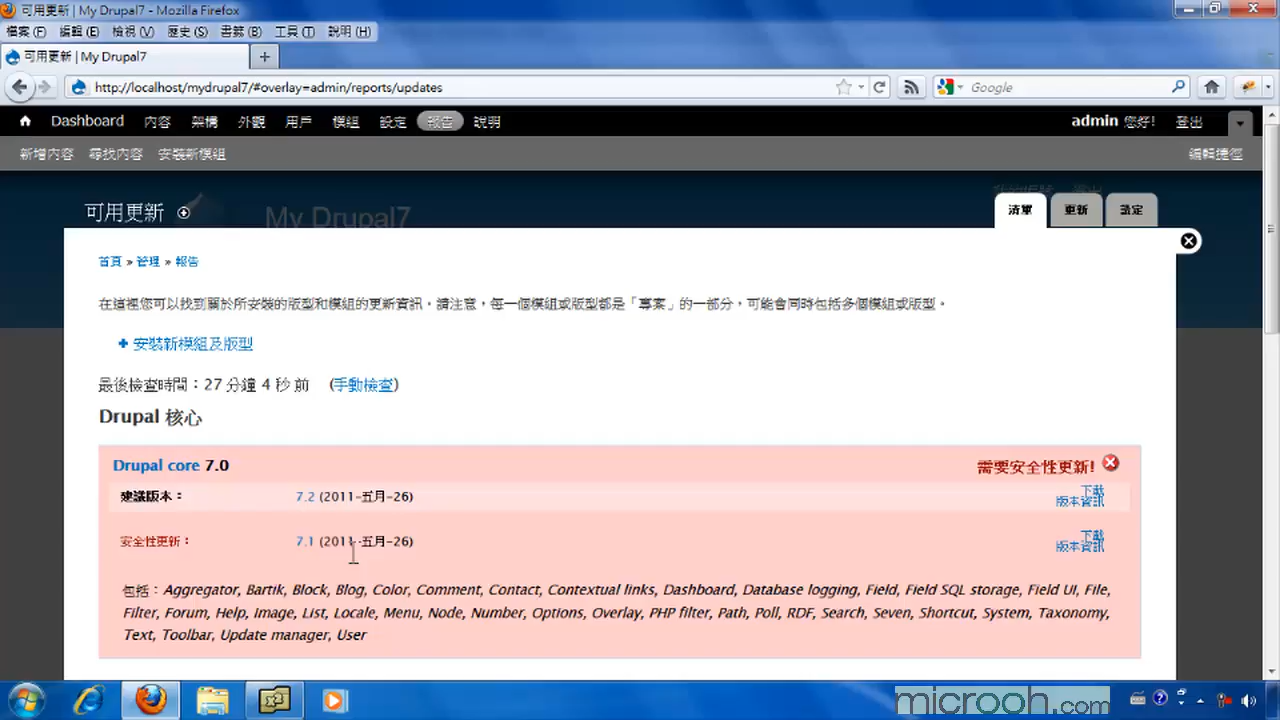 可用更新 | My Drupal7 - Mozilla Firefox
檔案 (F) 編輯 (E) 檢視 (V) 歷史 (S) 書籤 (B) 工具 (T) 說明 (H)
可用更新 | My Drupal7
http://localhost/mydrupal7/#overlay=admin/reports/updates
Google
Dashboard 內容 架構 外觀 用戶 模組 設定 報告 說明
admin 您好! 登出
新增內容 尋找內容 安裝新模組
編輯捷徑
我的帳號 登出
可用更新
My Drupal7
清單 更新 設定
首頁 » 管理 » 報告
在這裡您可以找到關於所安裝的版型和模組的更新資訊。請注意，每一個模組或版型都是「專案」的一部分，可能會同時包括多個模組或版型。
+ 安裝新模組及版型
最後檢查時間：27 分鐘 4 秒 前 (手動檢查)
Drupal 核心
Drupal core 7.0
需要安全性更新!
建議版本：
7.2 (2011-五月-26)
下載
版本資訊
安全性更新：
7.1 (2011-五月-26)
下載
版本資訊
包括：Aggregator, Bartik, Block, Blog, Color, Comment, Contact, Contextual links, Dashboard, Database logging, Field, Field SQL storage, Field UI, File,
Filter, Forum, Help, Image, List, Locale, Menu, Node, Number, Options, Overlay, PHP filter, Path, Poll, RDF, Search, Seven, Shortcut, System, Taxonomy,
Text, Toolbar, Update manager, User
microoh.com